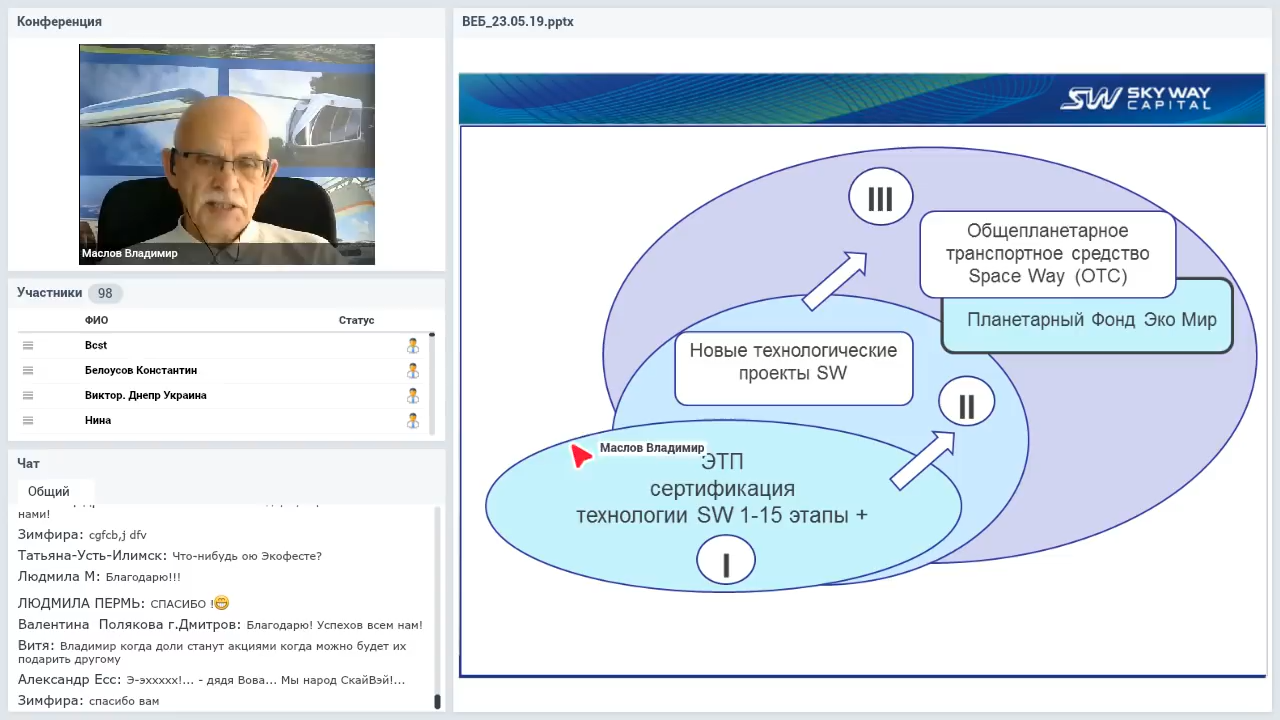 Конференция
Маслов Владимир
Участники 98
ФИО Статус
Bcst
Белоусов Константин
Виктор. Днепр Украина
Нина
Чат
Общий
нами!
Зимфира: cgfcb,j dfv
Татьяна-Усть-Илимск: Что-нибудь ою Экофесте?
Людмила М: Благодарю!!!
ЛЮДМИЛА ПЕРМЬ: СПАСИБО !
Валентина Полякова г.Дмитров: Благодарю! Успехов всем нам!
Витя: Владимир когда доли станут акциями когда можно будет их
подарить другому
Александр Есс: Э-эххххх!... - дядя Вова... Мы народ СкайВэй!...
Зимфира: спасибо вам
ВЕБ_23.05.19.pptx
SW SKY WAY
CAPITAL
III
Общепланетарное
транспортное средство
Space Way (ОТС)
Планетарный Фонд Эко Мир
Новые технологические
проекты SW
II
Маслов Владимир
ЭТП
сертификация
технологии SW 1-15 этапы +
I